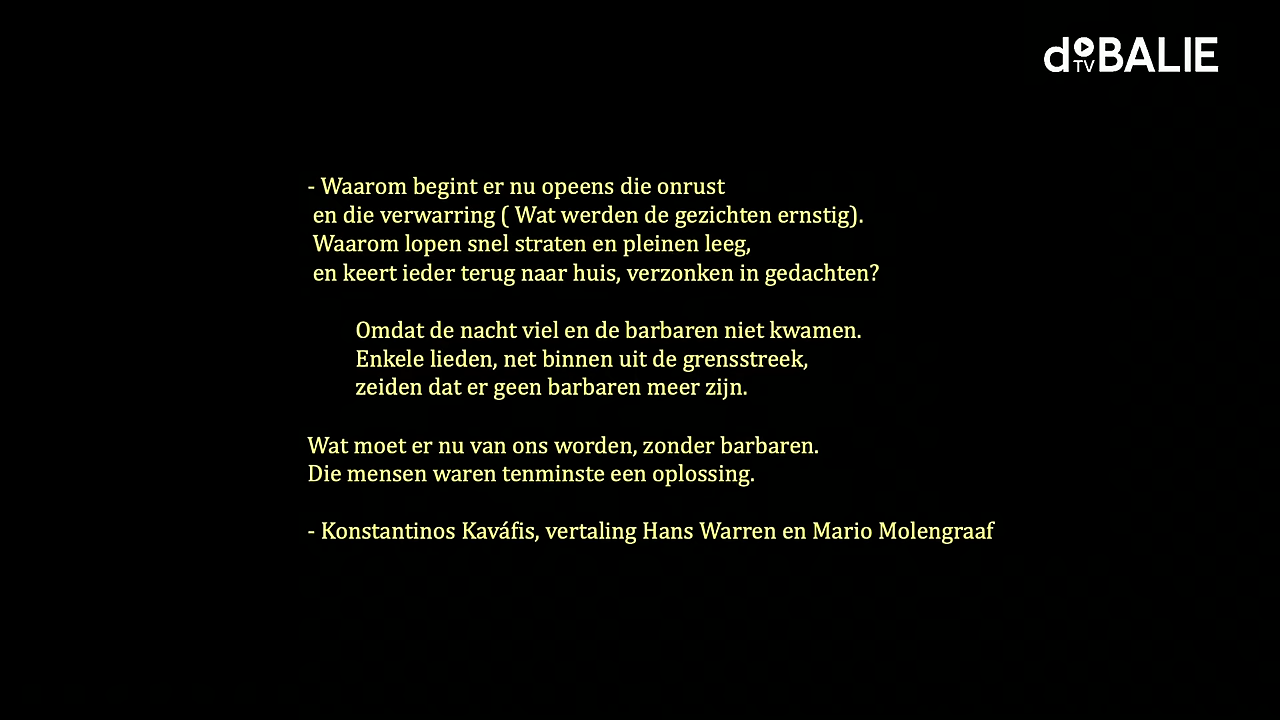 de TV BALIE
- Waarom begint er nu opeens die onrust
en die verwarring ( Wat werden de gezichten ernstig).
Waarom lopen snel straten en pleinen leeg,
en keert ieder terug naar huis, verzonken in gedachten?
Omdat de nacht viel en de barbaren niet kwamen.
Enkele lieden, net binnen uit de grensstreek,
zeiden dat er geen barbaren meer zijn.
Wat moet er nu van ons worden, zonder barbaren.
Die mensen waren tenminste een oplossing.
- Konstantinos Kaváfis, vertaling Hans Warren en Mario Molengraaf